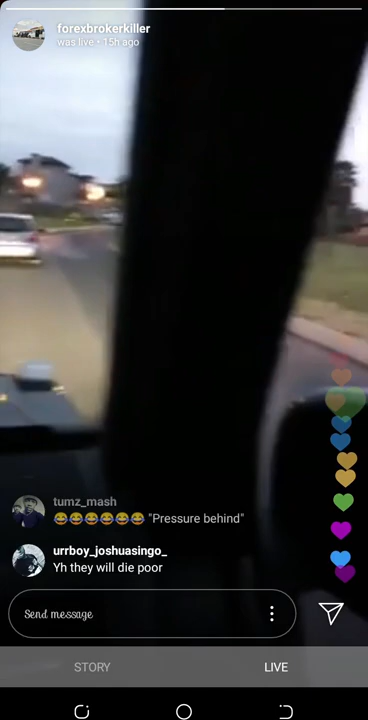 forexbrokerkiller
was live • 15h ago
tumz_mash
😂😂😂😂😂😂 "Pressure behind"
urrboy_joshuasingo_
Yh they will die poor
Send message
STORY
LIVE